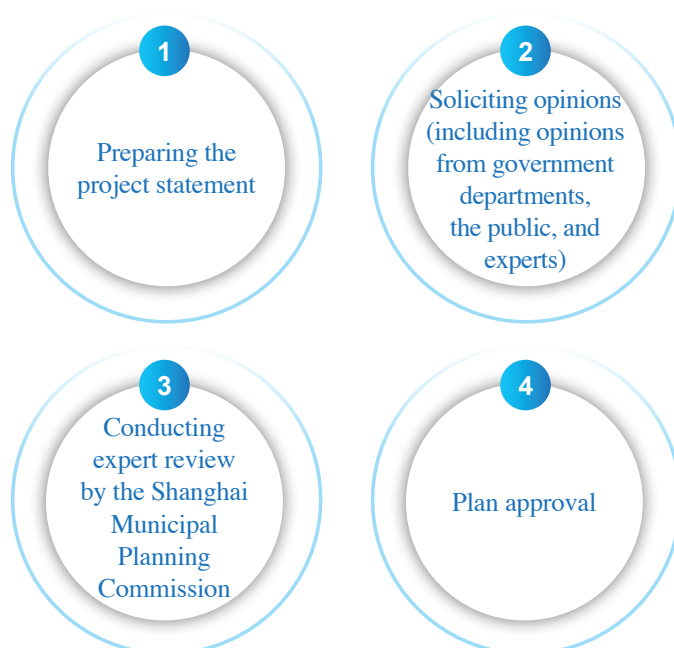 1
Preparing the
project statement
2
Soliciting opinions
(including opinions
from government
departments,
the public, and
experts)
3
Conducting
expert review
by the Shanghai
Municipal
Planning
Commission
4
Plan approval